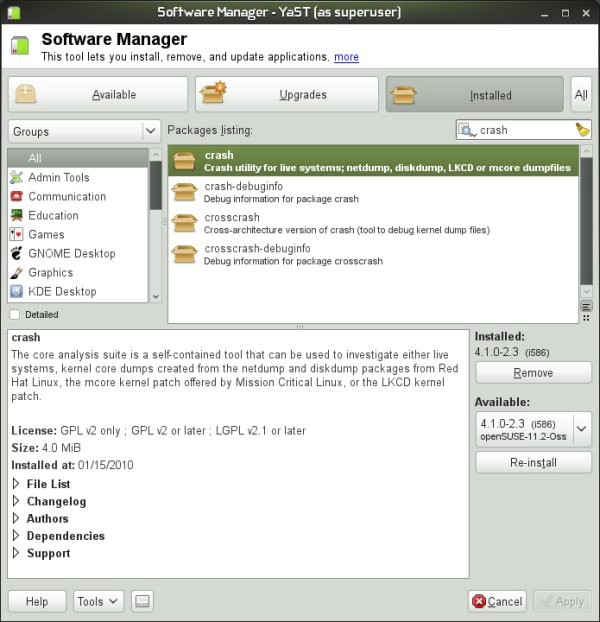 Software Manager - YaST (as superuser)
Software Manager
This tool lets you install, remove, and update applications. more
Available
Upgrades
Installed
All
Groups
Packages listing:
crash
All
Admin Tools
Communication
Education
Games
GNOME Desktop
Graphics
KDE Desktop
Detailed
crash
Crash utility for live systems; netdump, diskdump, LKCD or mcore dumpfiles
crash-debuginfo
Debug information for package crash
crosscrash
Cross-architecture version of crash (tool to debug kernel dump files)
crosscrash-debuginfo
Debug information for package crosscrash
crash
The core analysis suite is a self-contained tool that can be used to investigate either live
systems, kernel core dumps created from the netdump and diskdump packages from Red
Hat Linux, the mcore kernel patch offered by Mission Critical Linux, or the LKCD kernel
patch.
License: GPL v2 only ; GPL v2 or later ; LGPL v2.1 or later
Size: 4.0 MiB
Installed at: 01/15/2010
File List
Changelog
Authors
Dependencies
Support
Installed:
4.1.0-2.3 (i586)
Remove
Available:
4.1.0-2.3 (i586)
openSUSE-11.2-Oss
Re-install
Help
Tools
Cancel
Apply